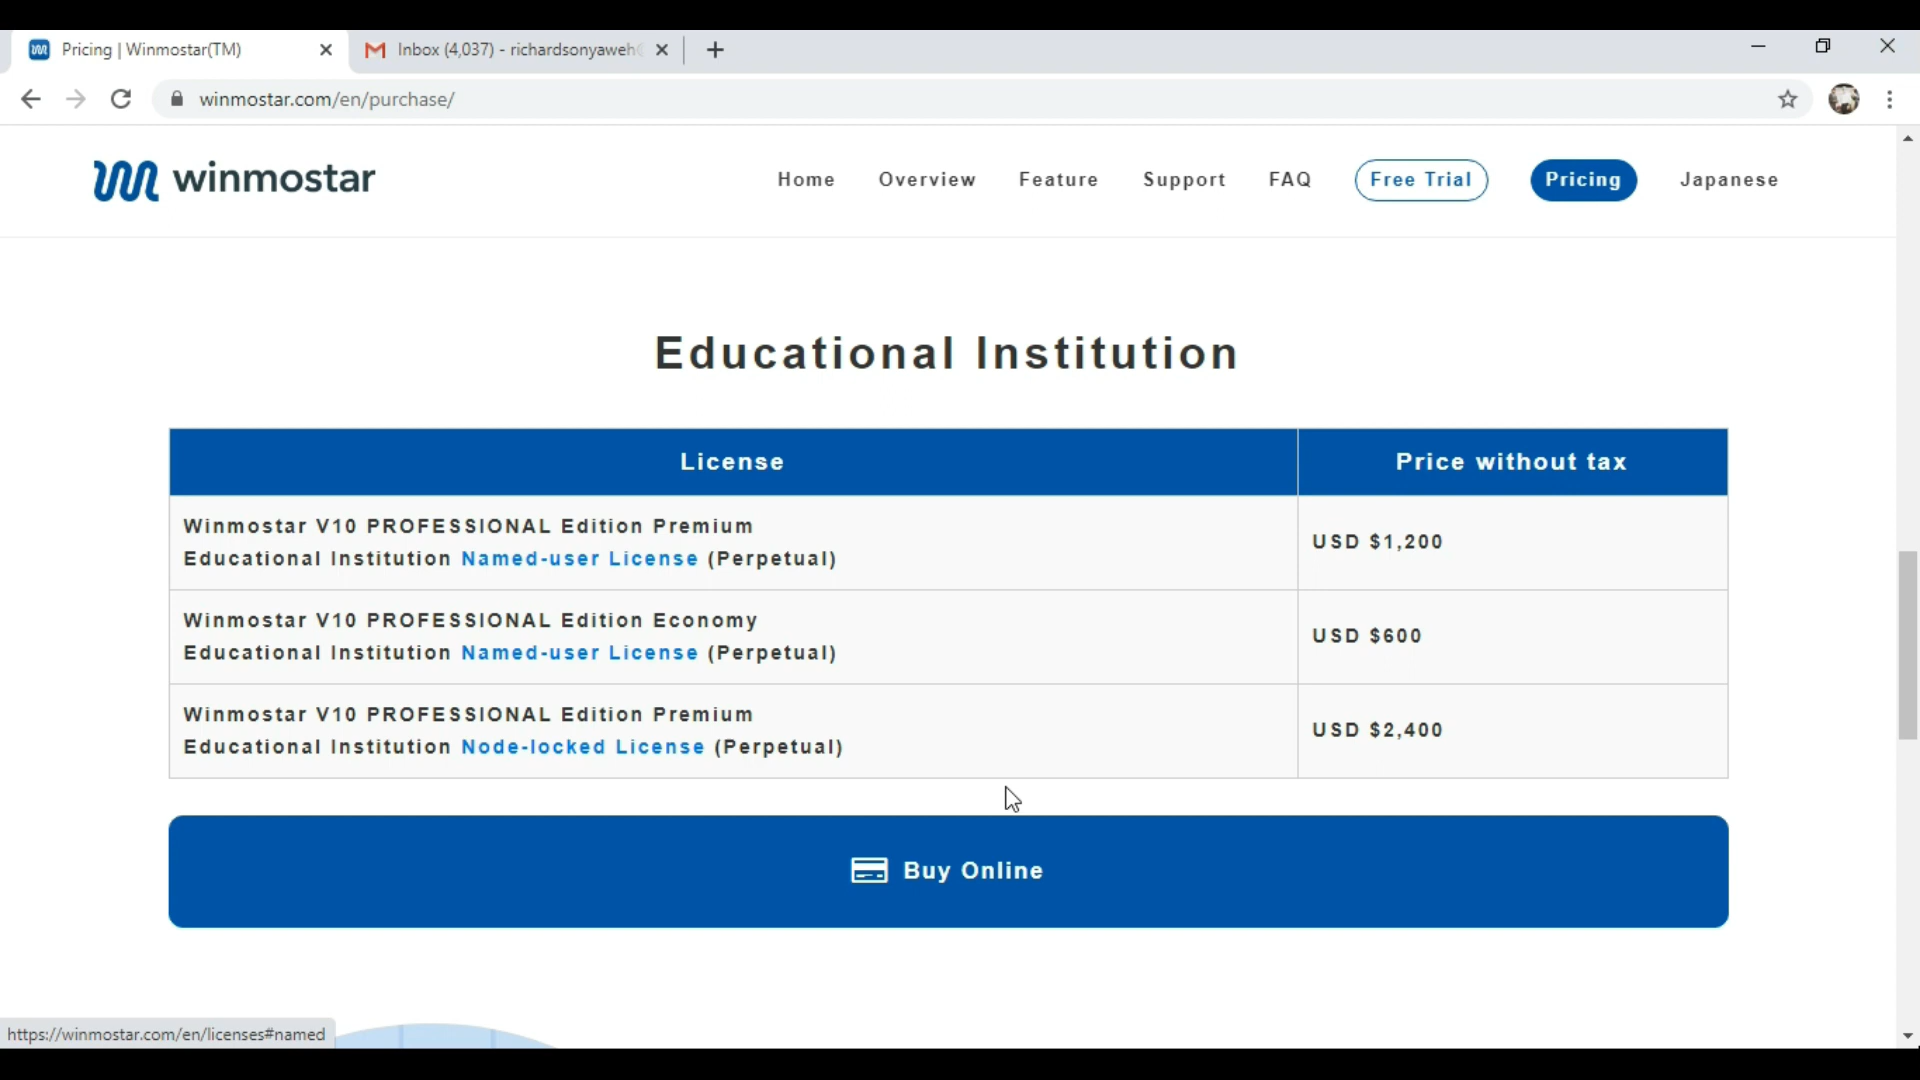 Pricing | Winmostar(TM)
Inbox (4,037) - richardsonyaweh
winmostar.com/en/purchase/
winmostar
Home Overview Feature Support FAQ Free Trial Pricing Japanese
Educational Institution
License Price without tax
Winmostar V10 PROFESSIONAL Edition Premium
Educational Institution Named-user License (Perpetual)
USD $1,200
Winmostar V10 PROFESSIONAL Edition Economy
Educational Institution Named-user License (Perpetual)
USD $600
Winmostar V10 PROFESSIONAL Edition Premium
Educational Institution Node-locked License (Perpetual)
USD $2,400
Buy Online
https://winmostar.com/en/licenses#named